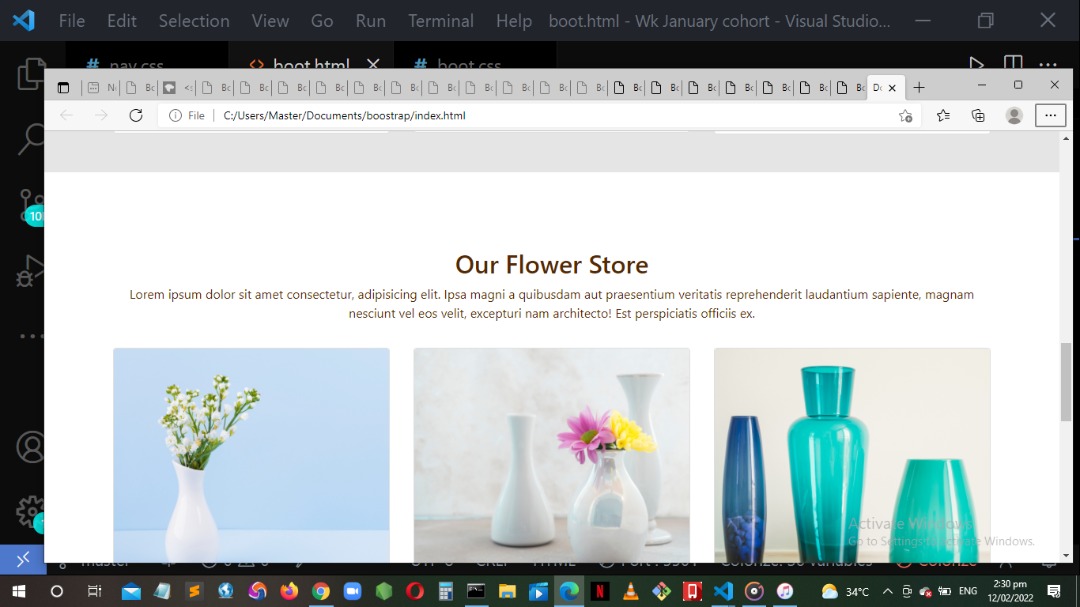 File Edit Selection View Go Run Terminal Help boot.html - Wk January cohort - Visual Studio...
# nav.css <> boot.html # boot.css
File C:/Users/Master/Documents/boostrap/index.html
10
Our Flower Store
Lorem ipsum dolor sit amet consectetur, adipisicing elit. Ipsa magni a quibusdam aut praesentium veritatis reprehenderit laudantium sapiente, magnam
nesciunt vel eos velit, excepturi nam architecto! Est perspiciatis officiis ex.
Activate Windows
Go to Settings to Activate Windows.
34°C ENG
2:30 pm
12/02/2022